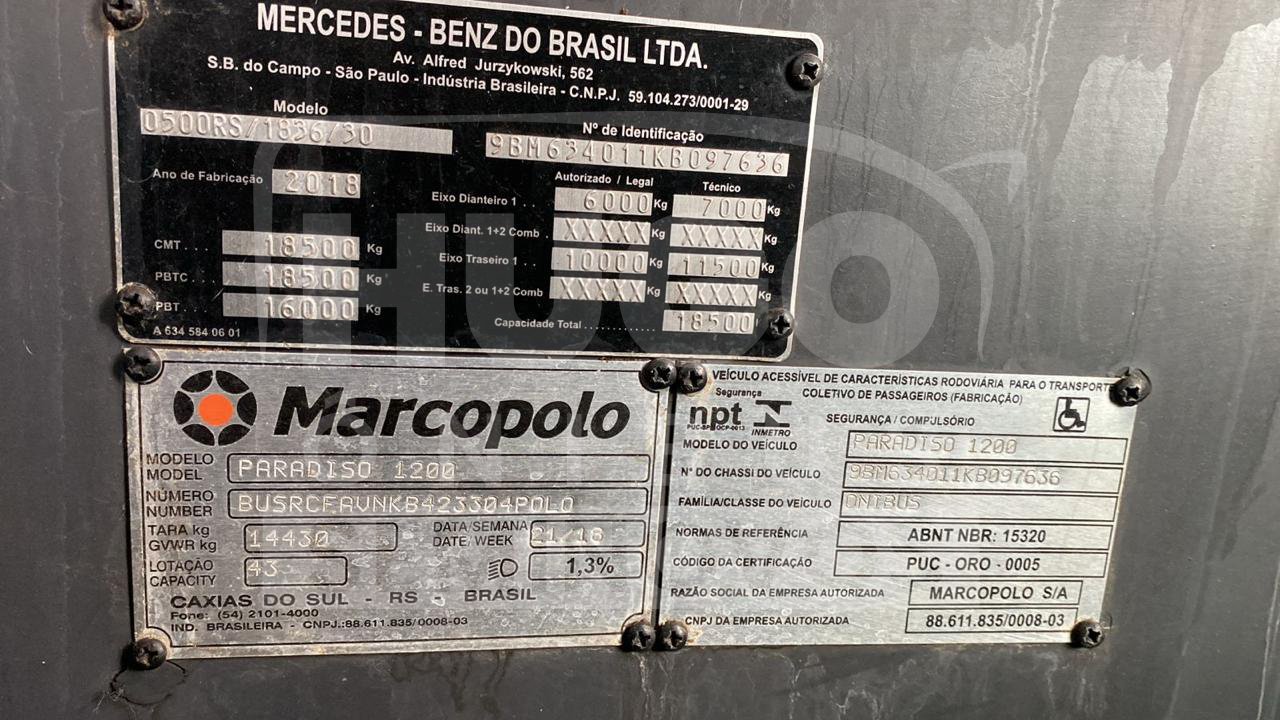 MERCEDES - BENZ DO BRASIL LTDA.
Av. Alfred Jurzykowski, 562
S.B. do Campo - São Paulo - Indústria Brasileira - C.N.P.J. 59.104.273/0001-29
Modelo
O500RS/1836/30
Nº de Identificação
9BM634011KB097636
Ano de Fabricação 2018
Autorizado / Legal Técnico
Eixo Dianteiro 1 . . 6000 Kg 7000 Kg
Eixo Diant. 1+2 Comb . XXXXX Kg XXXXX Kg
Eixo Traseiro 1 . . 10000 Kg 11500 Kg
E. Tras. 2 ou 1+2 Comb XXXXX Kg XXXXX Kg
Capacidade Total . . . . . . . . . . . . 18500 Kg
CMT . . . 18500 Kg
PBTC . . . 18500 Kg
PBT . . . . 16000 Kg
A 634 584 06 01
HUGO
Marcopolo
MODELO
MODEL
PARADISO 1200
NÚMERO
NUMBER
BUSRCFAVNKB423304POLO
TARA kg
GVWR kg
14430
DATA/SEMANA
DATE/WEEK
21/18
LOTAÇÃO
CAPACITY
43
1,3%
CAXIAS DO SUL - RS - BRASIL
Fone: (54) 2101-4000
IND. BRASILEIRA - CNPJ.:88.611.835/0008-03
VEÍCULO ACESSÍVEL DE CARACTERÍSTICAS RODOVIÁRIA PARA O TRANSPORTE
COLETIVO DE PASSAGEIROS (FABRICAÇÃO)
Segurança
npt
PUC-SP OCP-0013
INMETRO
SEGURANÇA / COMPULSÓRIO
MODELO DO VEÍCULO PARADISO 1200
Nº DO CHASSI DO VEÍCULO 9BM634011KB097636
FAMÍLIA/CLASSE DO VEÍCULO ONIBUS
NORMAS DE REFERÊNCIA ABNT NBR: 15320
CÓDIGO DA CERTIFICAÇÃO PUC - ORO - 0005
RAZÃO SOCIAL DA EMPRESA AUTORIZADA MARCOPOLO S/A
CNPJ DA EMPRESA AUTORIZADA 88.611.835/0008-03